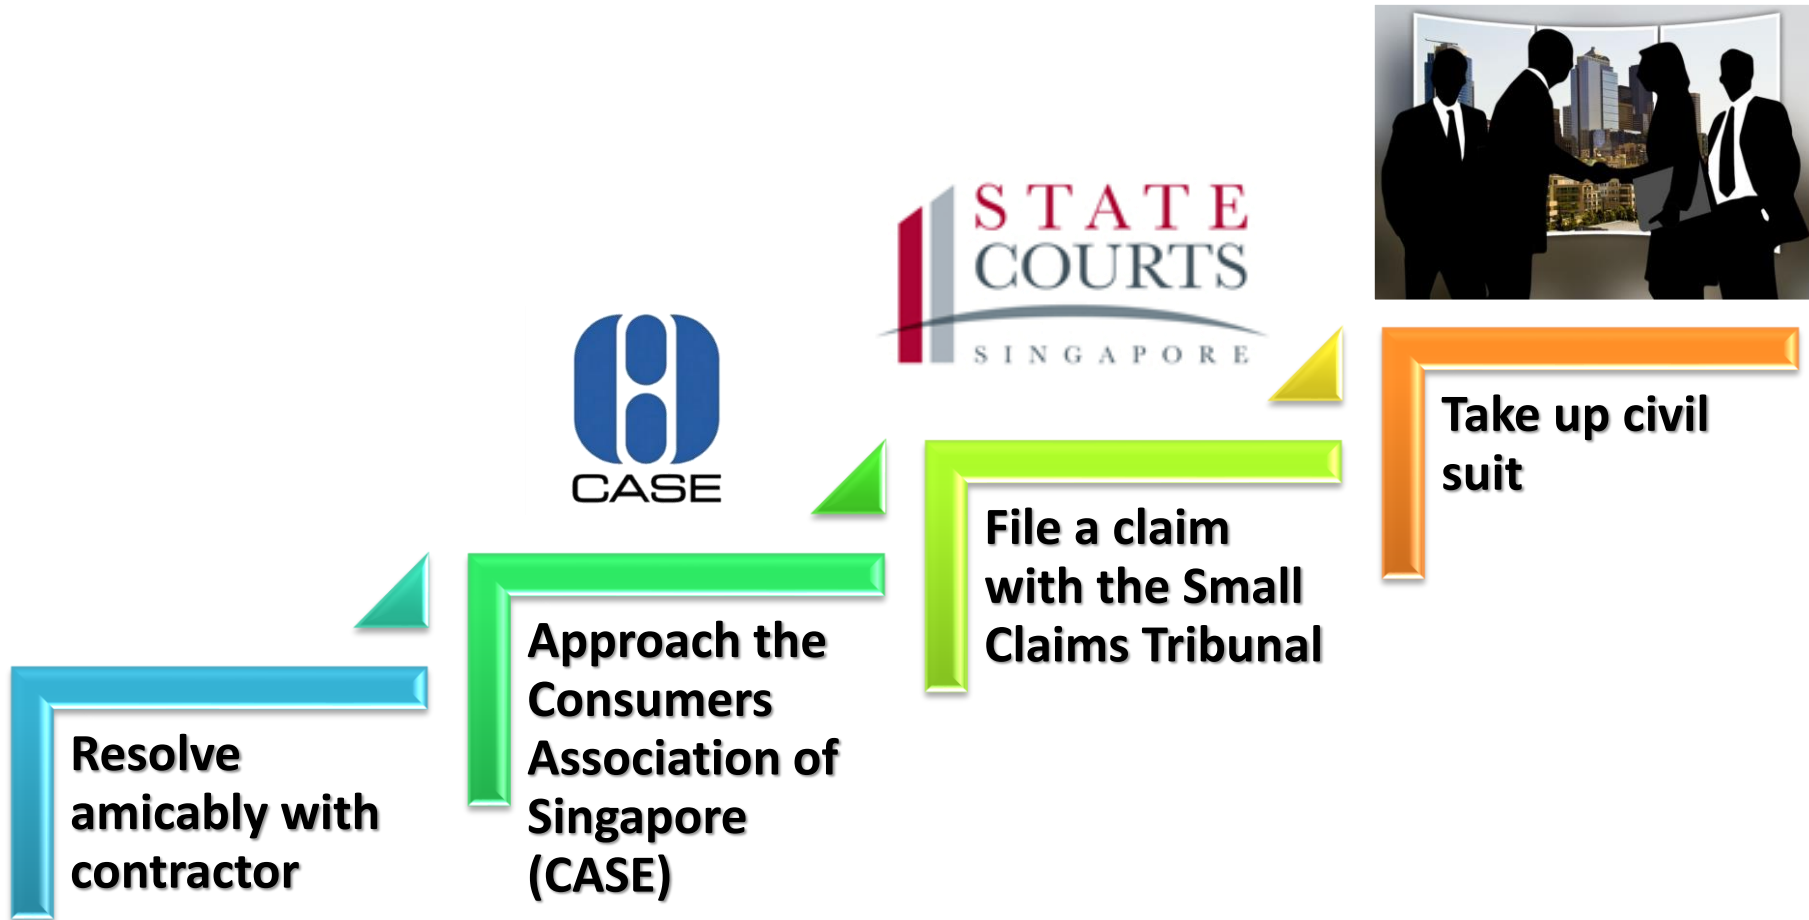 STATE
COURTS
SINGAPORE
CASE
Take up civil
suit
File a claim
with the Small
Claims Tribunal
Approach the
Consumers
Association of
Singapore
(CASE)
Resolve
amicably with
contractor